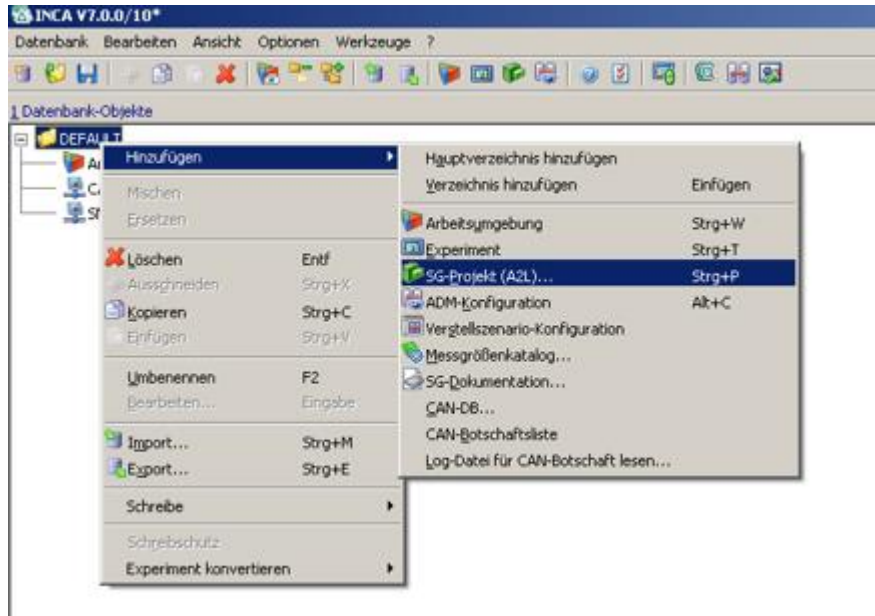 INCA V7.0.0/10*
Datenbank Bearbeiten Ansicht Optionen Werkzeuge ?
1 Datenbank-Objekte
DEFAULT
Hinzufügen
Mischen
Ersetzen
Löschen Entf
Ausschneiden Strg+X
Kopieren Strg+C
Einfügen Strg+V
Umbenennen F2
Bearbeiten... Eingabe
Import... Strg+M
Export... Strg+E
Schreibe
Schreibschutz
Experiment konvertieren
Hauptverzeichnis hinzufügen
Verzeichnis hinzufügen Einfügen
Arbeitsumgebung Strg+W
Experiment Strg+T
SG-Projekt (A2L)... Strg+P
ADM-Konfiguration Alt+C
Verstellszenario-Konfiguration
Messgrößenkatalog...
SG-Dokumentation...
CAN-DB...
CAN-Botschaftsliste
Log-Datei für CAN-Botschaft lesen...